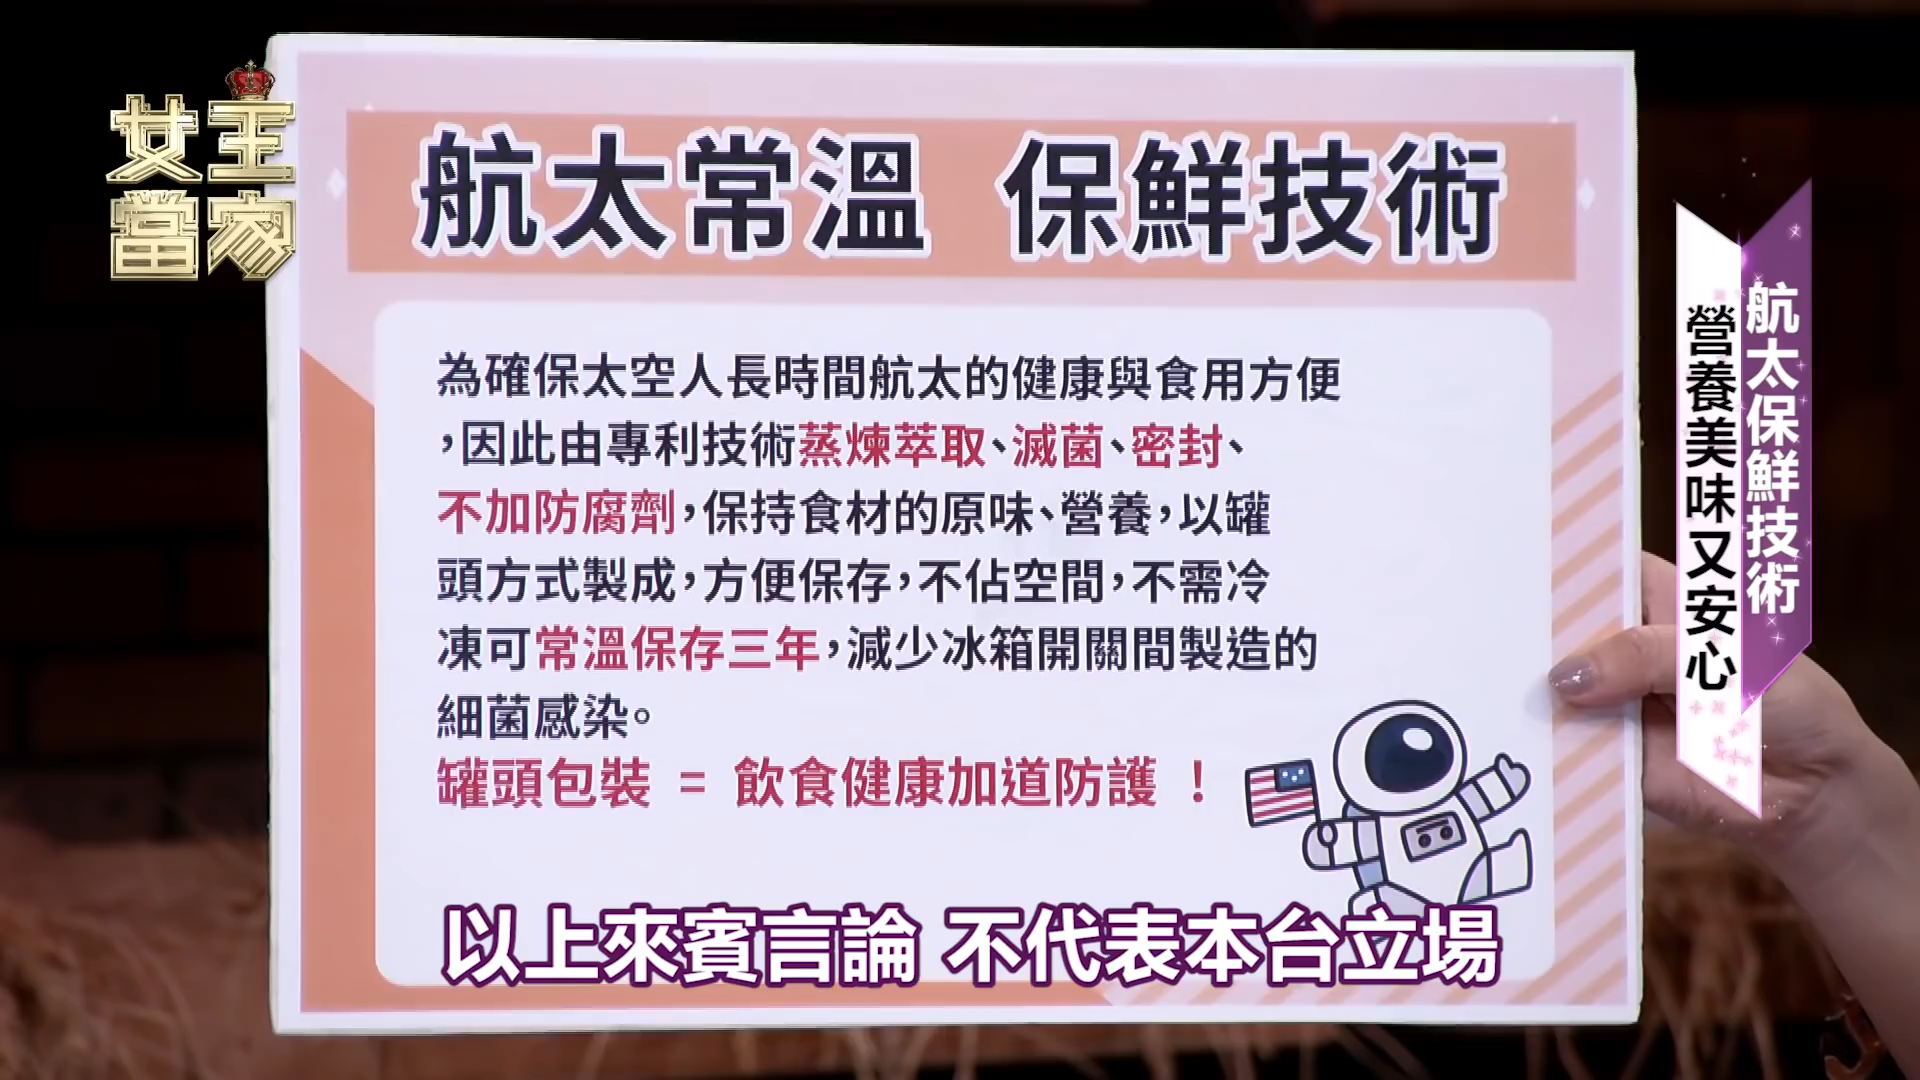 女王
當家
航太常溫 保鮮技術
為確保太空人長時間航太的健康與食用方便
，因此由專利技術蒸煉萃取、滅菌、密封、
不加防腐劑，保持食材的原味、營養，以罐
頭方式製成，方便保存，不佔空間，不需冷
凍可常溫保存三年，減少冰箱開關間製造的
細菌感染。
罐頭包裝 = 飲食健康加道防護 ！
航太保鮮技術
營養美味又安心
以上來賓言論 不代表本台立場